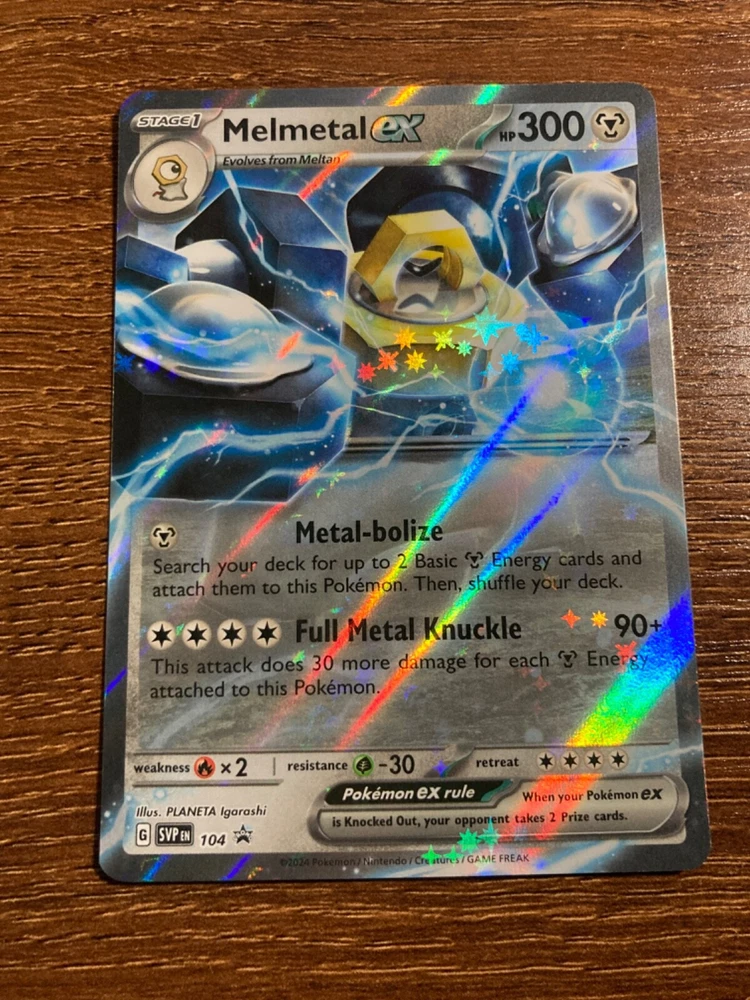 STAGE1
Melmetal ex
HP 300
Evolves from Meltan
Metal-bolize
Search your deck for up to 2 Basic Energy cards and
attach them to this Pokémon. Then, shuffle your deck.
Full Metal Knuckle 90+
This attack does 30 more damage for each Energy
attached to this Pokémon.
weakness ×2 resistance -30 retreat
Pokémon ex rule When your Pokémon ex
is Knocked Out, your opponent takes 2 Prize cards.
Illus. PLANETA Igarashi
G SVP EN 104
©2024 Pokémon / Nintendo / Creatures / GAME FREAK